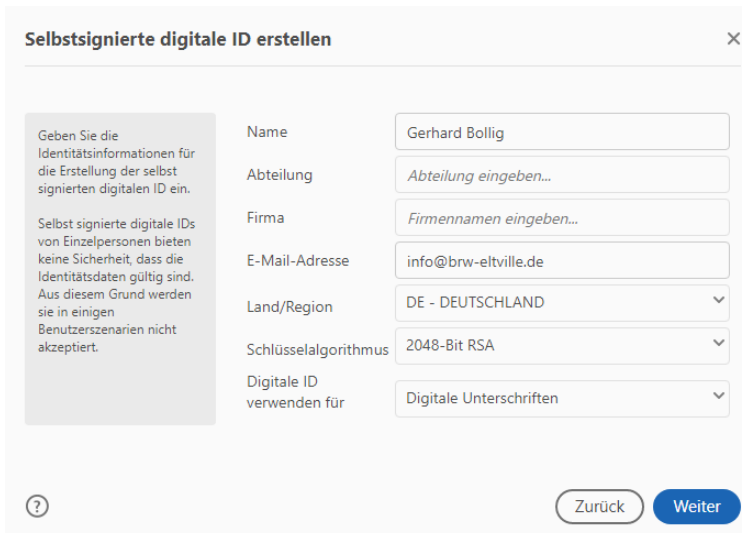 Selbstsignierte digitale ID erstellen
Geben Sie die
Identitätsinformationen für
die Erstellung der selbst
signierten digitalen ID ein.
Selbst signierte digitale IDs
von Einzelpersonen bieten
keine Sicherheit, dass die
Identitätsdaten gültig sind.
Aus diesem Grund werden
sie in einigen
Benutzerszenarien nicht
akzeptiert.
Name
Gerhard Bollig
Abteilung
Abteilung eingeben...
Firma
Firmennamen eingeben...
E-Mail-Adresse
info@brw-eltville.de
Land/Region
DE - DEUTSCHLAND
Schlüsselalgorithmus
2048-Bit RSA
Digitale ID
verwenden für
Digitale Unterschriften
?
Zurück
Weiter